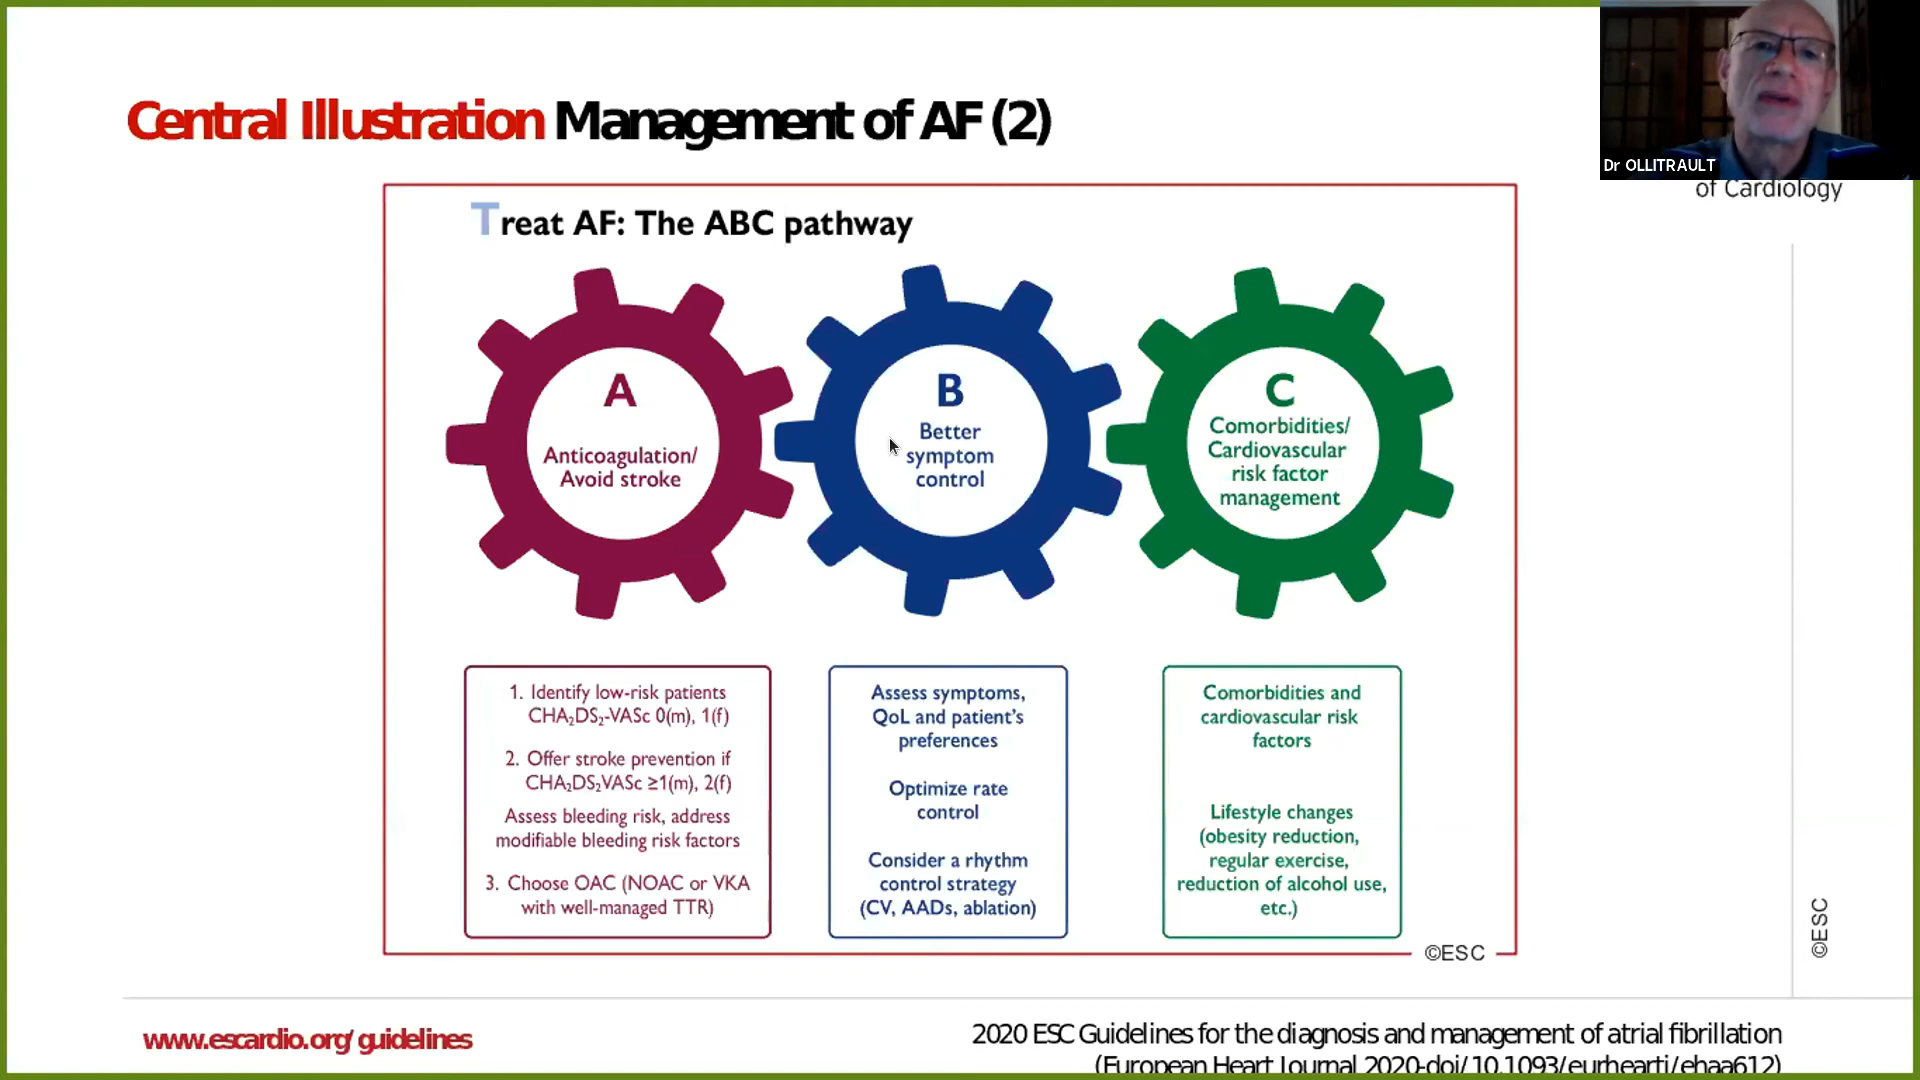 Dr OLLITRAULT
of Cardiology
Central Illustration Management of AF (2)
Treat AF: The ABC pathway
A
Anticoagulation/
Avoid stroke
B
Better
symptom
control
C
Comorbidities/
Cardiovascular
risk factor
management
1. Identify low-risk patients
CHA₂DS₂-VASc 0(m), 1(f)
2. Offer stroke prevention if
CHA₂DS₂VASc ≥1(m), 2(f)
Assess bleeding risk, address
modifiable bleeding risk factors
3. Choose OAC (NOAC or VKA
with well-managed TTR)
Assess symptoms,
QoL and patient's
preferences
Optimize rate
control
Consider a rhythm
control strategy
(CV, AADs, ablation)
Comorbidities and
cardiovascular risk
factors
Lifestyle changes
(obesity reduction,
regular exercise,
reduction of alcohol use,
etc.)
©ESC
©ESC
www.escardio.org/guidelines
2020 ESC Guidelines for the diagnosis and management of atrial fibrillation
(European Heart Journal 2020-doi/10.1093/eurheartj/ehaa612)